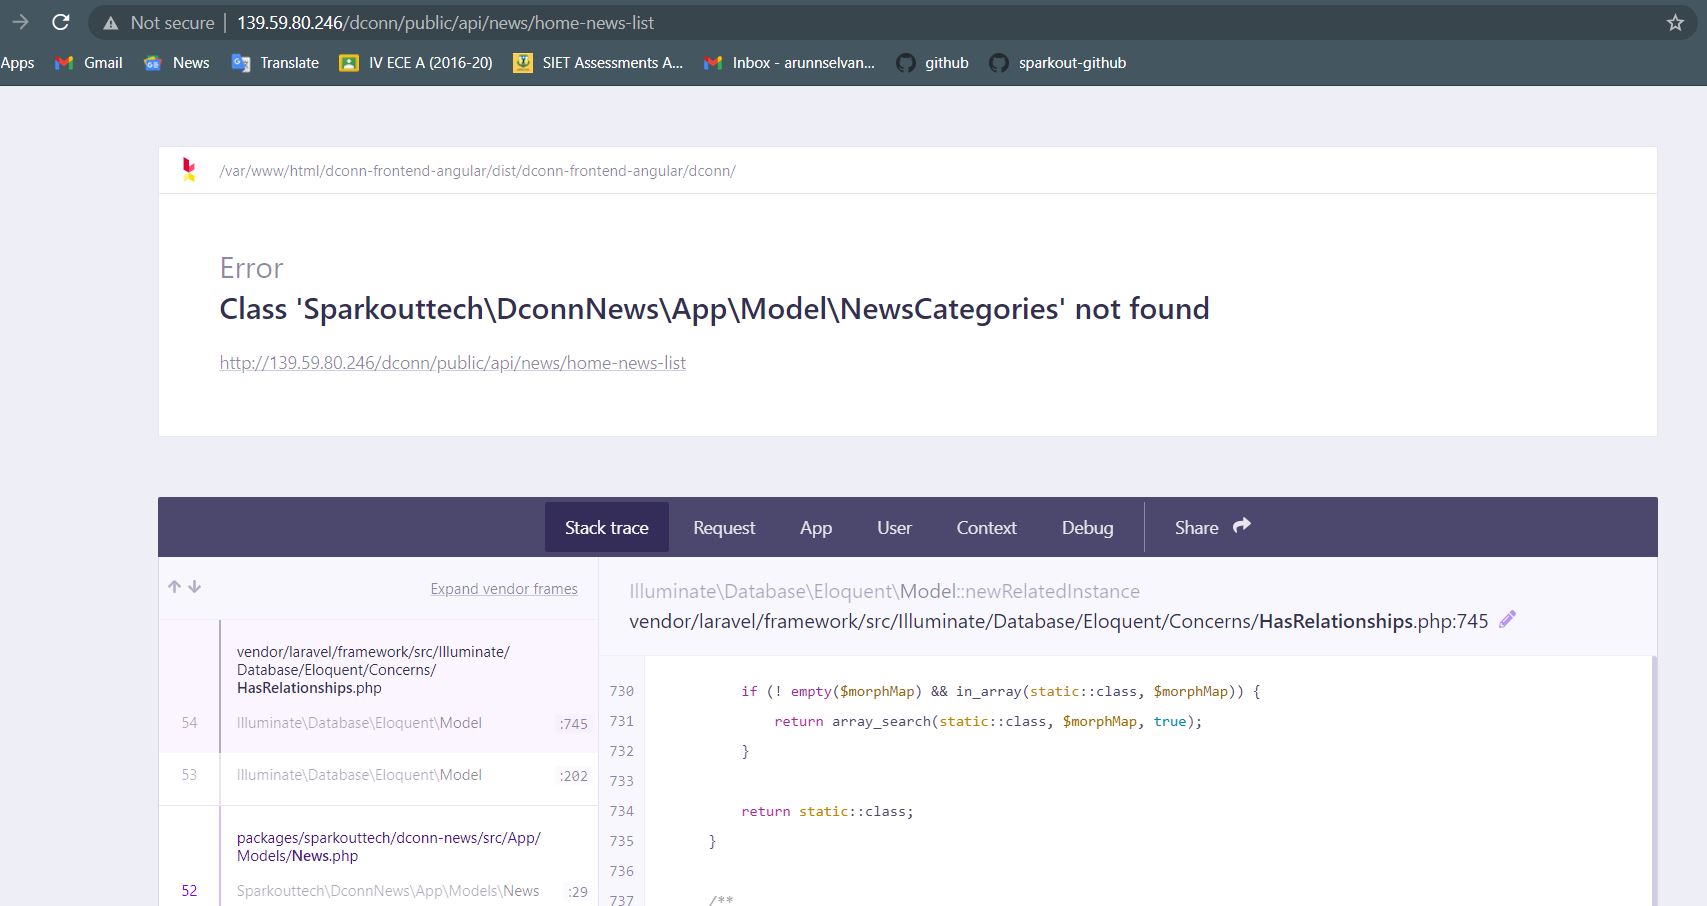 Not secure | 139.59.80.246/dconn/public/api/news/home-news-list
Apps Gmail News Translate IV ECE A (2016-20) SIET Assessments A... Inbox - arunnselvan... github sparkout-github
/var/www/html/dconn-frontend-angular/dist/dconn-frontend-angular/dconn/
Error
Class 'Sparkouttech\DconnNews\App\Model\NewsCategories' not found
http://139.59.80.246/dconn/public/api/news/home-news-list
Stack trace Request App User Context Debug Share
Expand vendor frames
vendor/laravel/framework/src/Illuminate/
Database/Eloquent/Concerns/
HasRelationships.php
54 Illuminate\Database\Eloquent\Model :745
53 Illuminate\Database\Eloquent\Model :202
packages/sparkouttech/dconn-news/src/App/
Models/News.php
52 Sparkouttech\DconnNews\App\Models\News :29
Illuminate\Database\Eloquent\Model::newRelatedInstance
vendor/laravel/framework/src/Illuminate/Database/Eloquent/Concerns/HasRelationships.php:745
730 if (! empty($morphMap) && in_array(static::class, $morphMap)) {
731 return array_search(static::class, $morphMap, true);
732 }
733
734 return static::class;
735 }
736
737 /**